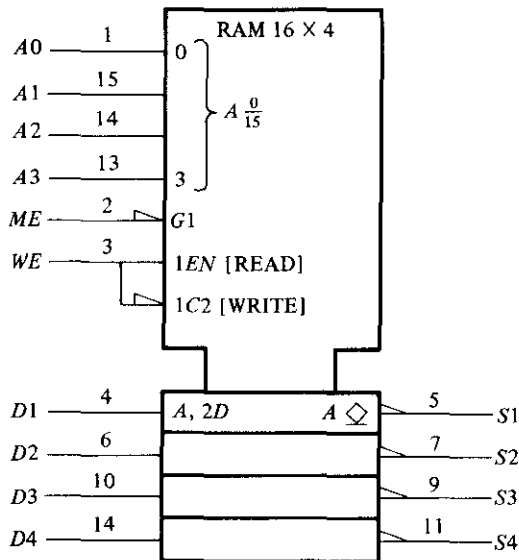 RAM 16 × 4
A0 1 0
A1 15
A2 14
A 0/15
A3 13 3
ME 2 G1
WE 3 1EN [READ]
1C2 [WRITE]
D1 4 A, 2D A 5 S1
D2 6 7 S2
D3 10 9 S3
D4 14 11 S4